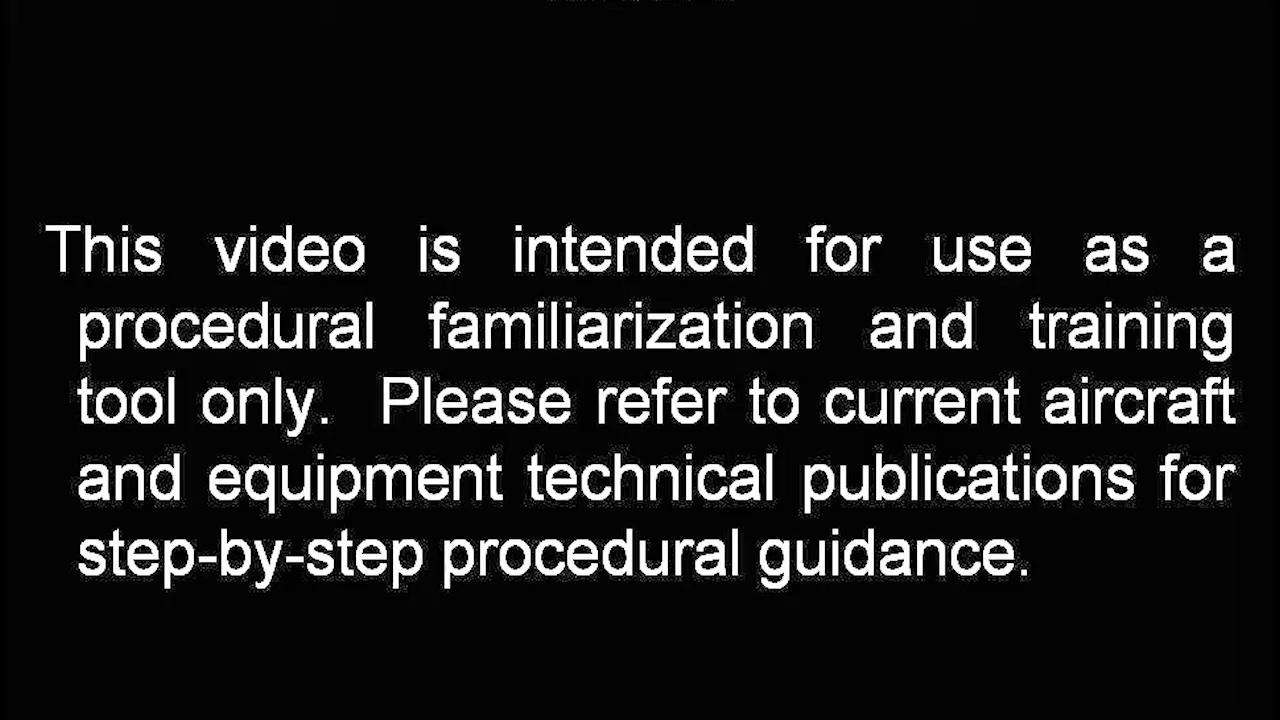 This video is intended for use as a
procedural familiarization and training
tool only.  Please refer to current aircraft
and equipment technical publications for
step-by-step procedural guidance.